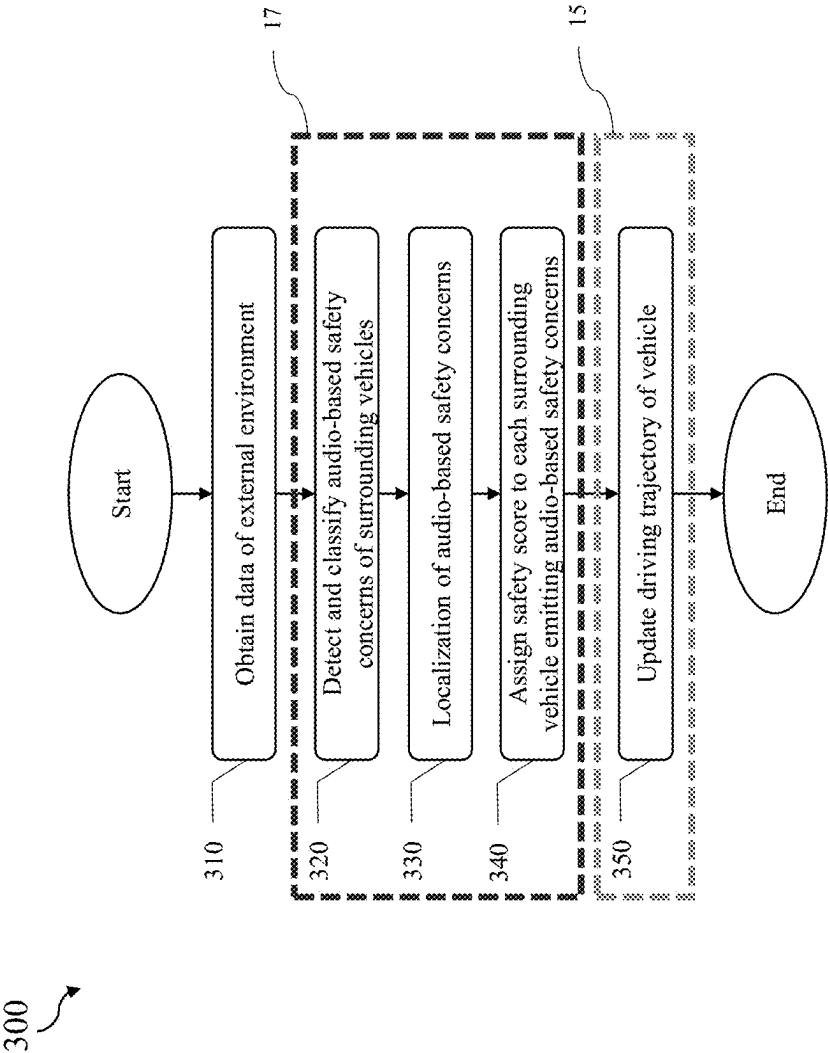 300
Start
310
Obtain data of external environment
17
320
Detect and classify audio-based safety
concerns of surrounding vehicles
330
Localization of audio-based safety concerns
340
Assign safety score to each surrounding
vehicle emitting audio-based safety concerns
15
350
Update driving trajectory of vehicle
End